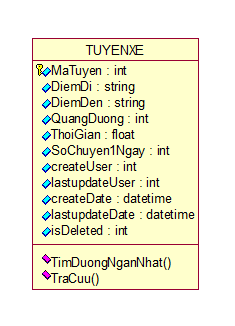 TUYENXE
MaTuyen : int
DiemDi : string
DiemDen : string
QuangDuong : int
ThoiGian : float
SoChuyen1Ngay : int
createUser : int
lastupdateUser : int
createDate : datetime
lastupdateDate : datetime
isDeleted : int
TimDuongNganNhat()
TraCuu()